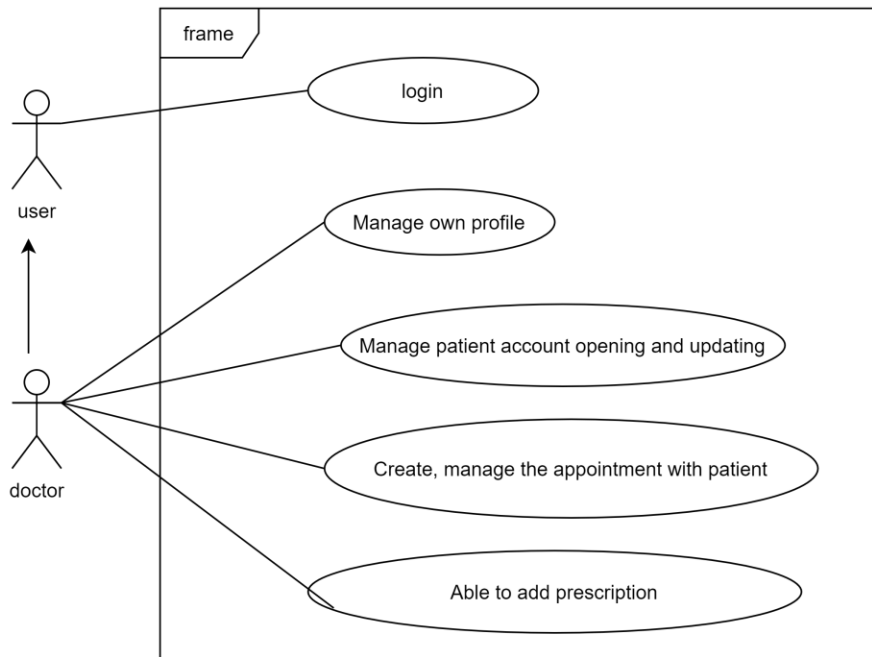 frame
login
user
Manage own profile
Manage patient account opening and updating
doctor
Create, manage the appointment with patient
Able to add prescription